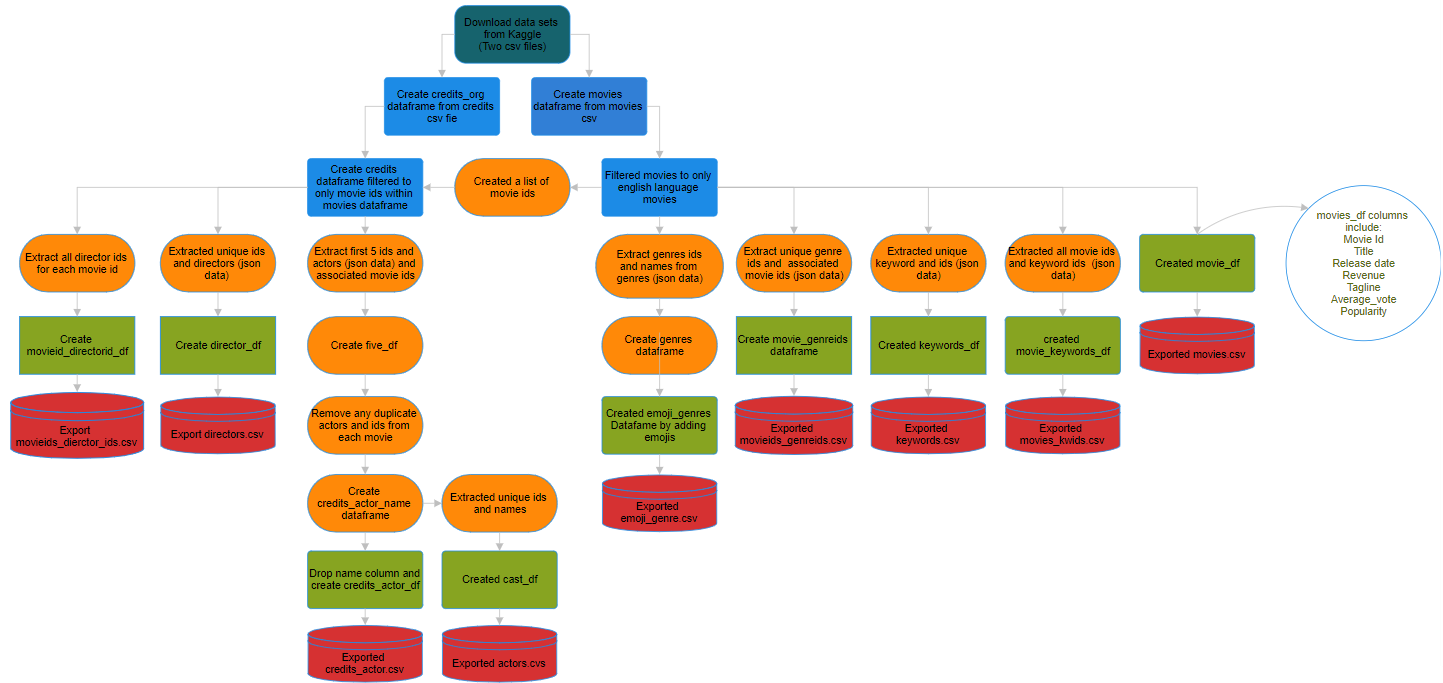 Download data sets
from Kaggle
(Two csv files)
Create credits_org
dataframe from credits
csv fie
Create movies
dataframe from movies
csv
Create credits
dataframe filtered to
only movie ids within
movies dataframe
Created a list of
movie ids
Filtered movies to only
english language
movies
movies_df columns
include:
Movie Id
Title
Release date
Revenue
Tagline
Average_vote
Popularity
Extract all director ids
for each movie id
Extracted unique ids
and directors (json
data)
Extract first 5 ids and
actors (json data) and
associated movie ids
Extract genres ids
and names from
genres (json data)
Extract unique genre
ids and  associated
movie ids (json data)
Extracted unique
keyword and ids (json
data)
Extracted all movie ids
and keyword ids  (json
data)
Created movie_df
Create
movieid_directorid_df
Create director_df
Create five_df
Create genres
dataframe
Create movie_genreids
dataframe
Created keywords_df
created
movie_keywords_df
Exported movies.csv
Export
movieids_dierctor_ids.csv
Export directors.csv
Remove any duplicate
actors and ids from
each movie
Created emoji_genres
Datafame by adding
emojis
Exported
movieids_genreids.csv
Exported
keywords.csv
Exported
movies_kwids.csv
Create
credits_actor_name
dataframe
Extracted unique ids
and names
Exported
emoji_genre.csv
Drop name column and
create credits_actor_df
Created cast_df
Exported
credits_actor.csv
Exported actors.cvs